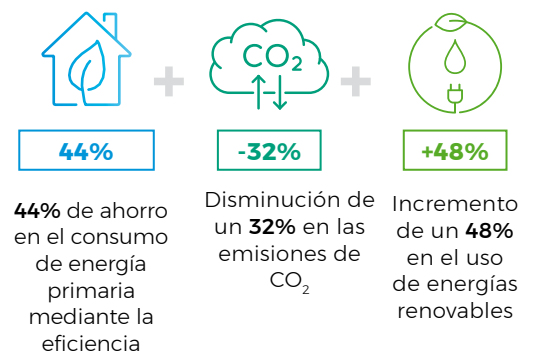 CO2
44%
-32%
+48%
44% de ahorro
en el consumo
de energía
primaria
mediante la
eficiencia
Disminución de
un 32% en las
emisiones de
CO2
Incremento
de un 48%
en el uso
de energías
renovables